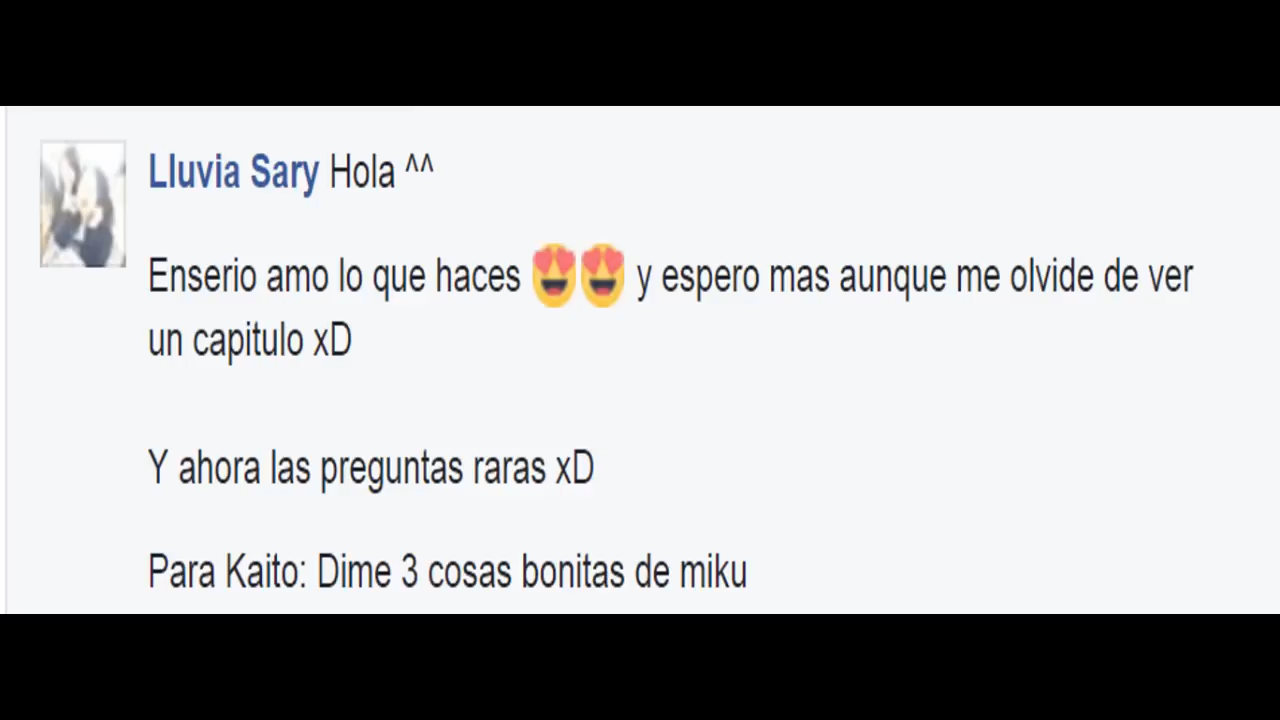 Lluvia Sary Hola ^^
Enserio amo lo que haces 😍😍 y espero mas aunque me olvide de ver
un capitulo xD
Y ahora las preguntas raras xD
Para Kaito: Dime 3 cosas bonitas de miku